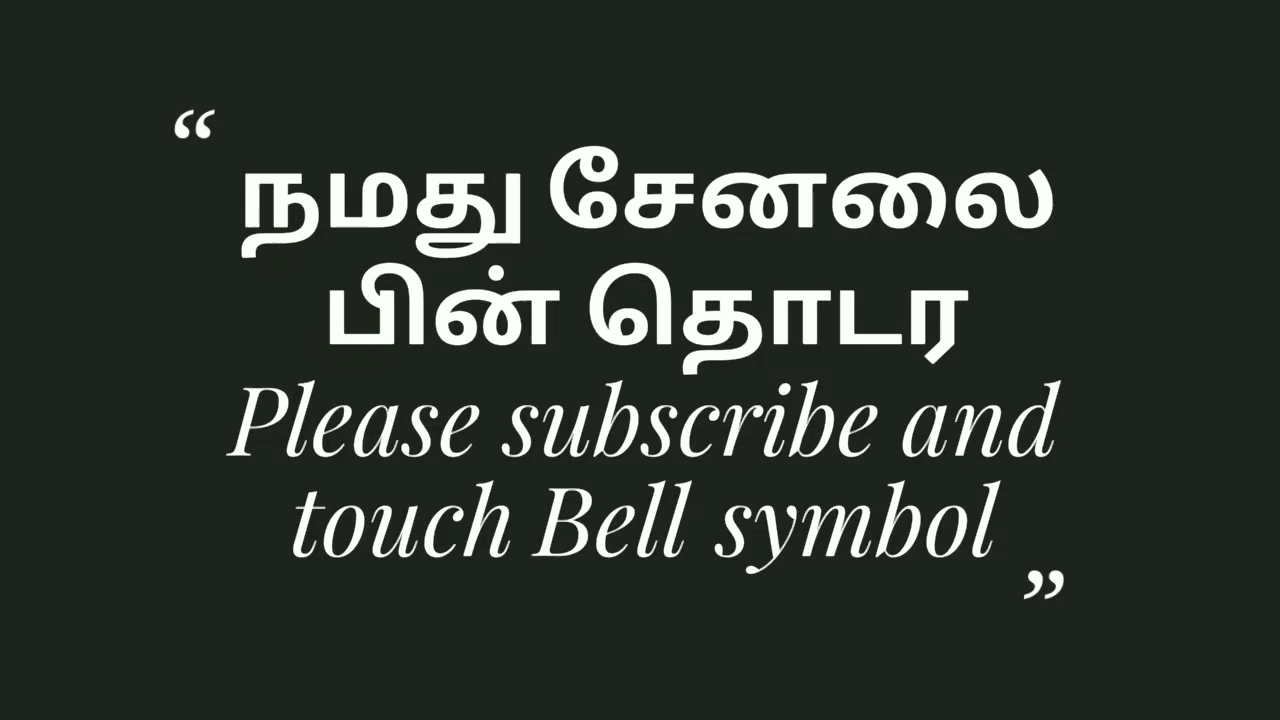 “
நமது சேனலை
பின் தொடர
Please subscribe and
touch Bell symbol
”